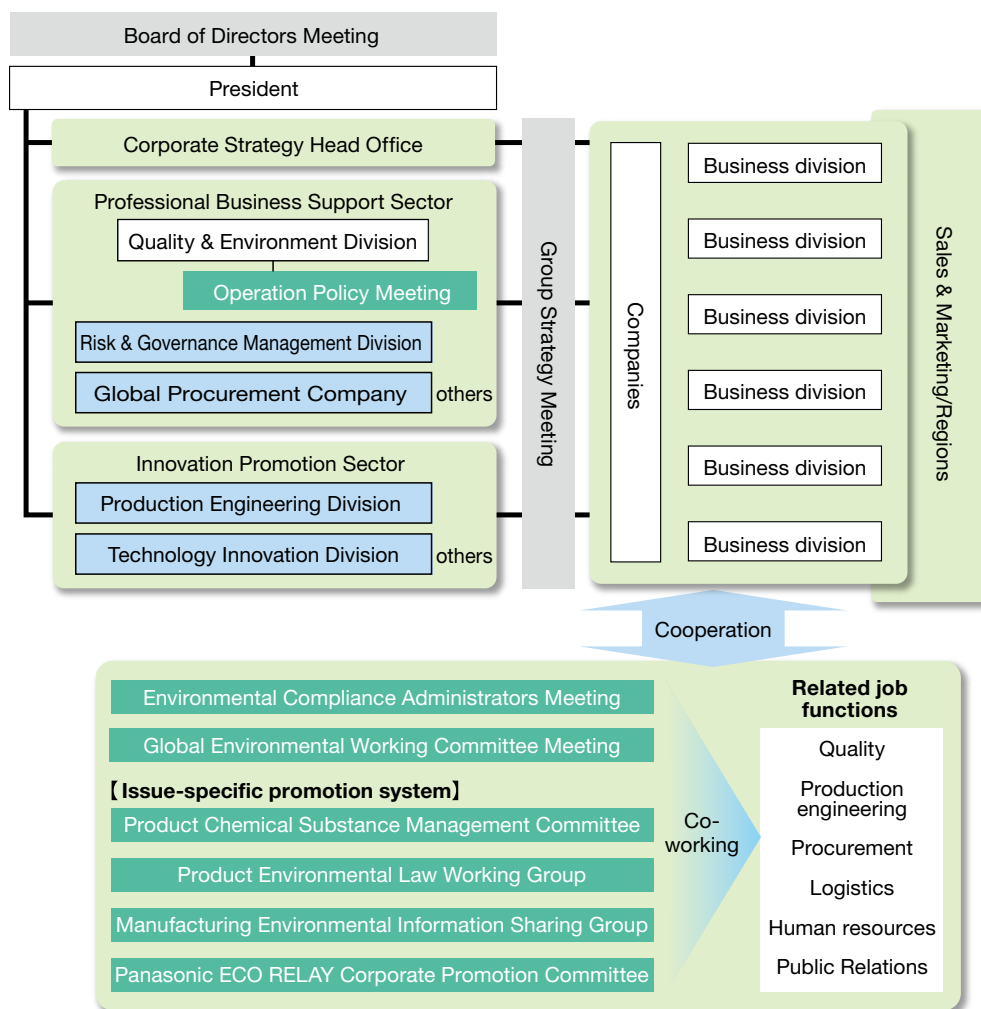 Board of Directors Meeting
President
Corporate Strategy Head Office
Professional Business Support Sector
Quality & Environment Division
Operation Policy Meeting
Risk & Governance Management Division
Global Procurement Company
others
Innovation Promotion Sector
Production Engineering Division
Technology Innovation Division
others
Group Strategy Meeting
Companies
Business division
Business division
Business division
Business division
Business division
Business division
Sales & Marketing/Regions
Cooperation
Environmental Compliance Administrators Meeting
Global Environmental Working Committee Meeting
【Issue-specific promotion system】
Product Chemical Substance Management Committee
Product Environmental Law Working Group
Manufacturing Environmental Information Sharing Group
Panasonic ECO RELAY Corporate Promotion Committee
Co-
working
Related job
functions
Quality
Production
engineering
Procurement
Logistics
Human resources
Public Relations